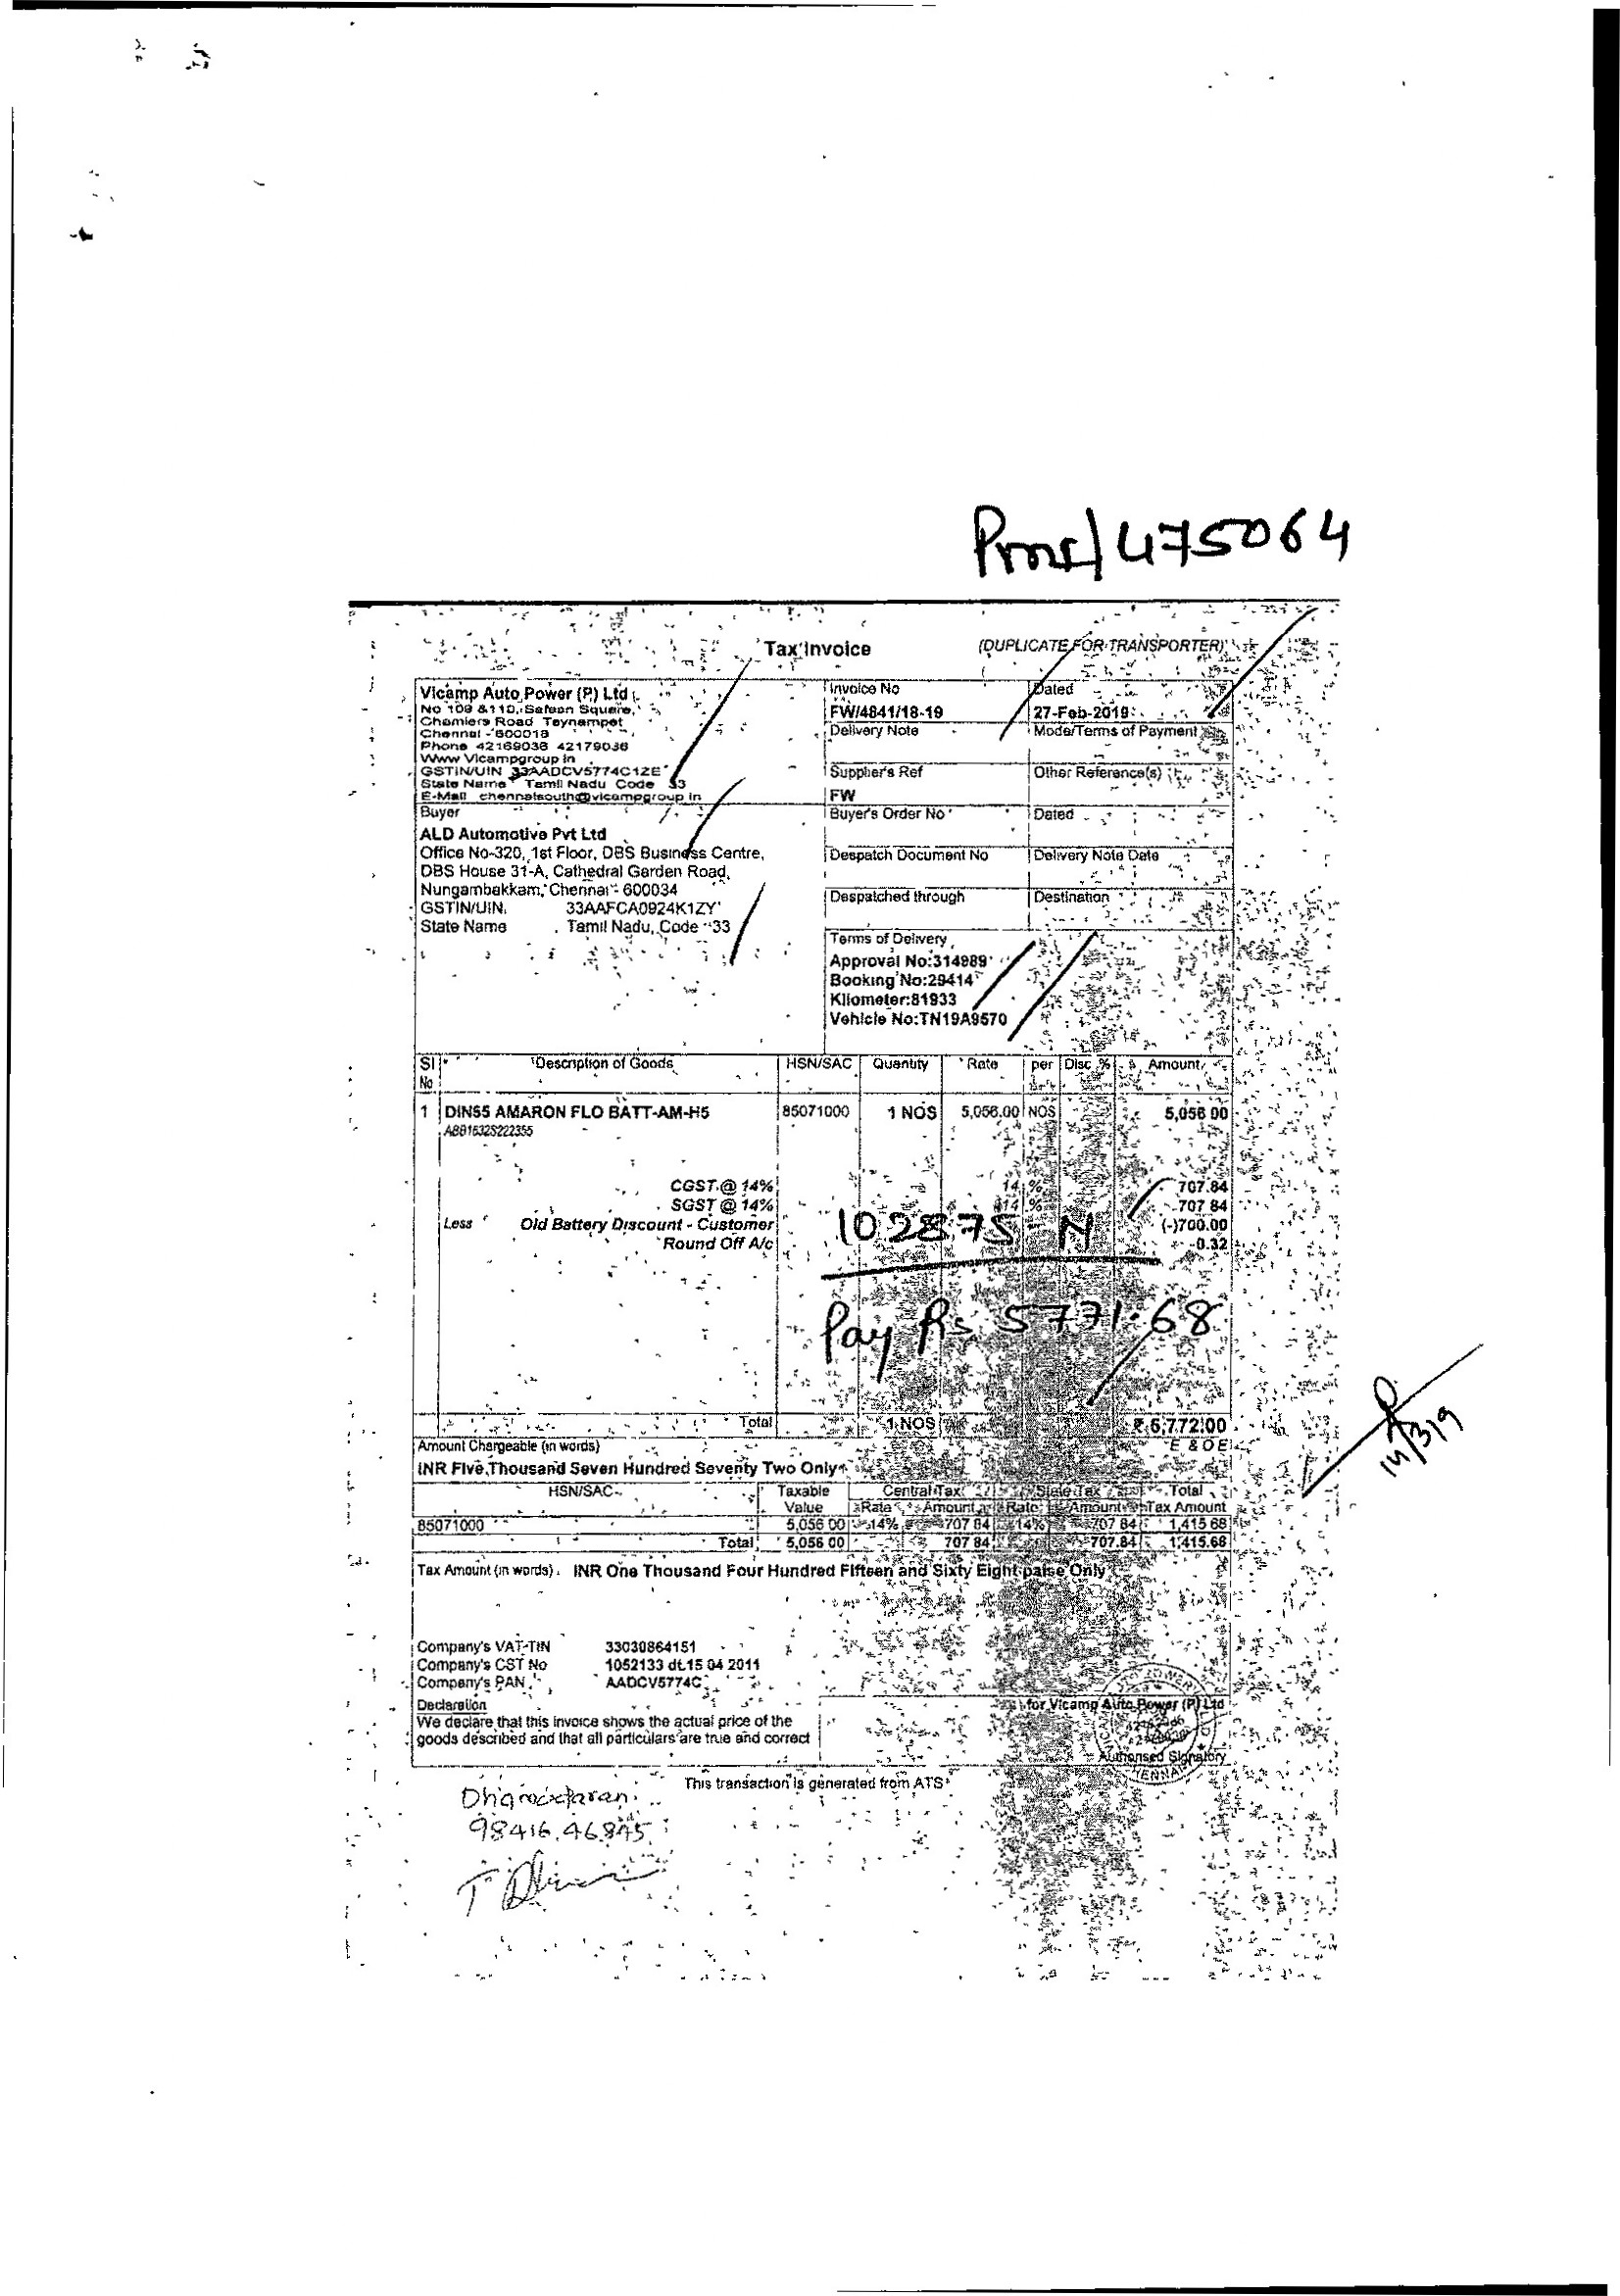 475064
Tax Invoice
(DUPLICATE FOR TRANSPORTER)
Vicamp Auto Power (P.) Ltd
No 109 & 110, Safson Square,
Chamiers Road Teynampet
Chennai - 600018
Phone 42169036 42179036
Www Vicampgroup in
GSTIN/UIN 33AADCV5774C1ZE
State Name Tamil Nadu Code 33
E-Mail chennaisouth@vicampgroup in
Invoice No
FW/4841/18-19
Dated
27-Feb-2019
Delivery Note
Mode/Terms of Payment
Supplier's Ref
FW
Other Reference(s)
Buyer
ALD Automotive Pvt Ltd
Office No-320, 1st Floor, DBS Business Centre,
DBS House 31-A, Cathedral Garden Road,
Nungambakkam, Chennai - 600034
GSTIN/UIN. 33AAFCA0924K1ZY
State Name . Tamil Nadu, Code 33
Buyer's Order No
Dated
Despatch Document No
Delivery Note Date
Despatched through
Destination
Terms of Delivery
Approval No:314989
Booking No:29414
Kilometer:81933
Vehicle No:TN19A9570
Sl No Description of Goods HSN/SAC Quantity Rate per Disc % Amount
1 DIN55 AMARON FLO BATT-AM-H5 85071000 1 NOS 5,056.00 NOS 5,056 00
CGST @ 14% 14 % 707.84
SGST @ 14% 14 % 707 84
Less Old Battery Discount - Customer (-)700.00
Round Off A/c 0.32
102875 N
Pay Rs 5771.68
Total 1 NOS ₹ 5,772.00
14/3/19
Amount Chargeable (in words) E & O E
INR Five Thousand Seven Hundred Seventy Two Only
HSN/SAC Taxable Value Central Tax State Tax Total
Rate Amount Rate Amount Tax Amount
85071000 5,056 00 14% 707 84 14% 707 84 1,415 68
Total 5,056 00 707 84 707.84 1,415.68
Tax Amount (in words) . INR One Thousand Four Hundred Fifteen and Sixty Eight paise Only
Company's VAT-TIN 33030864151
Company's CST No 1052133 dt.15 04 2011
Company's PAN AADCV5774C
Declaration
We declare that this invoice shows the actual price of the
goods described and that all particulars are true and correct
for Vicamp Auto Power (P) Ltd
Authorised Signatory
This transaction is generated from ATS